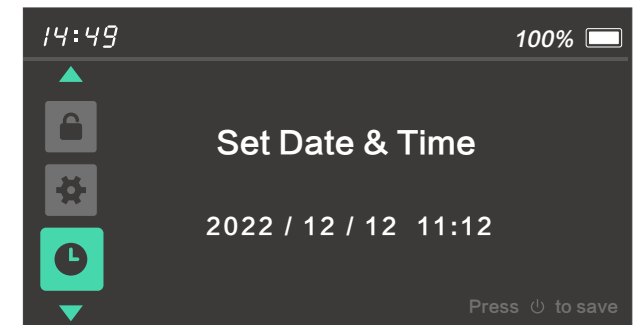 14:49 100%
Set Date & Time
2022 / 12 / 12 11:12
Press ⏻ to save